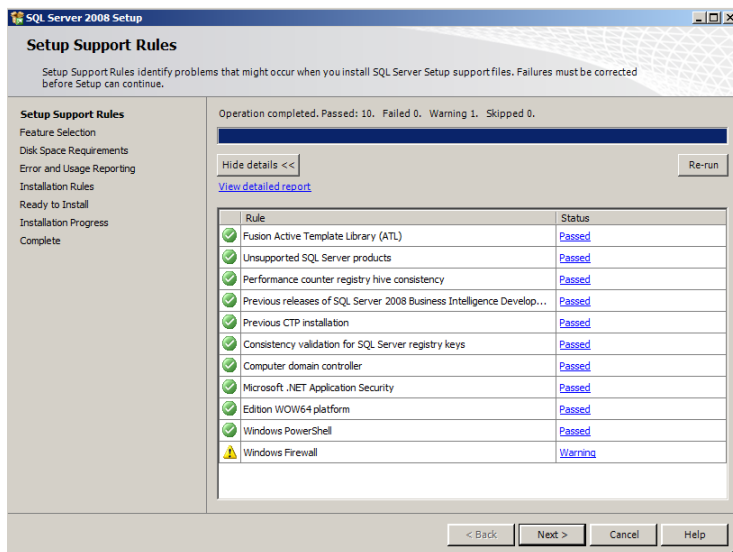 SQL Server 2008 Setup
Setup Support Rules
Setup Support Rules identify problems that might occur when you install SQL Server Setup support files. Failures must be corrected
before Setup can continue.
Setup Support Rules
Feature Selection
Disk Space Requirements
Error and Usage Reporting
Installation Rules
Ready to Install
Installation Progress
Complete
Operation completed. Passed: 10. Failed 0. Warning 1. Skipped 0.
Hide details <<
Re-run
View detailed report
Rule Status
Fusion Active Template Library (ATL) Passed
Unsupported SQL Server products Passed
Performance counter registry hive consistency Passed
Previous releases of SQL Server 2008 Business Intelligence Develop... Passed
Previous CTP installation Passed
Consistency validation for SQL Server registry keys Passed
Computer domain controller Passed
Microsoft .NET Application Security Passed
Edition WOW64 platform Passed
Windows PowerShell Passed
Windows Firewall Warning
< Back Next > Cancel Help